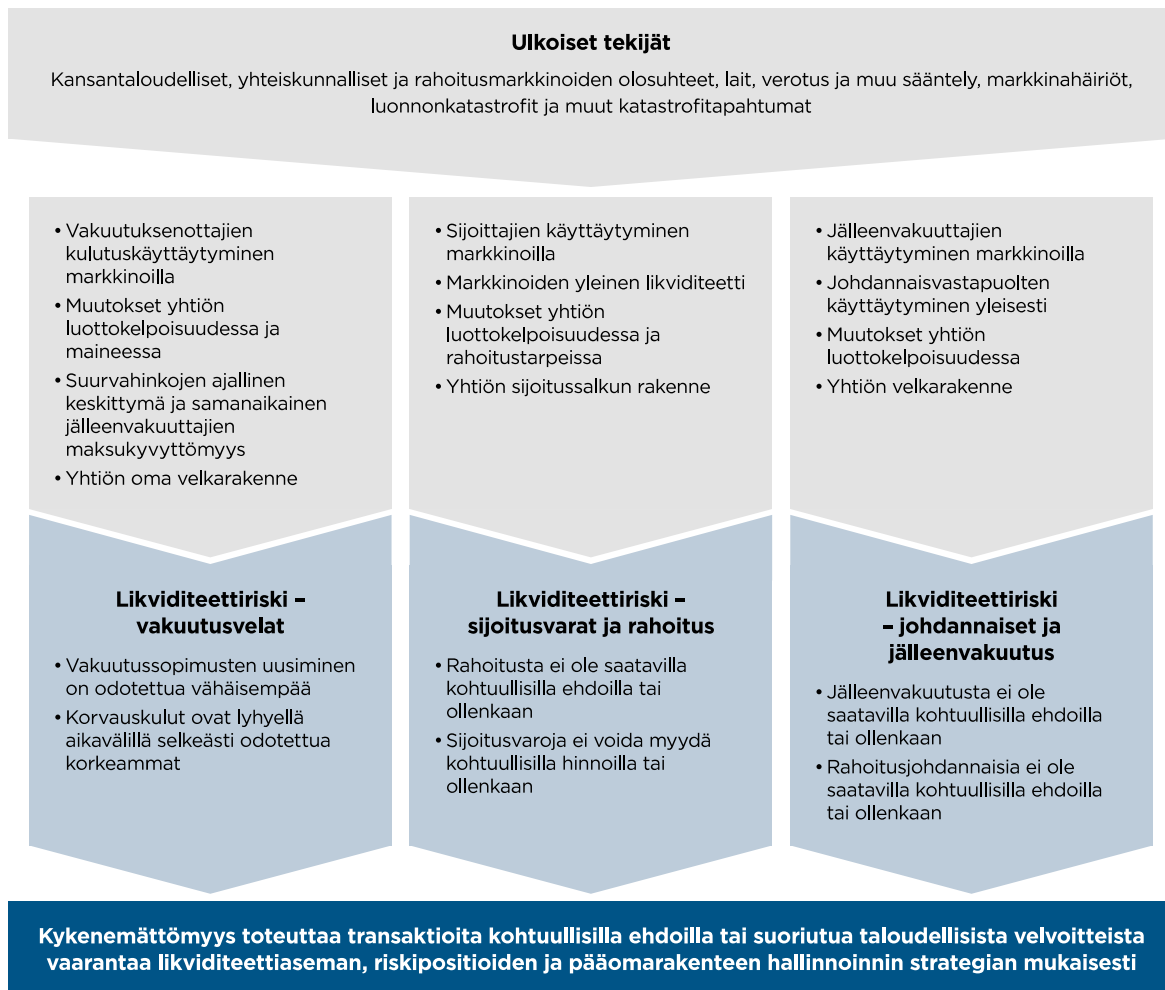 Ulkoiset tekijät
Kansantaloudelliset, yhteiskunnalliset ja rahoitusmarkkinoiden olosuhteet, lait, verotus ja muu sääntely, markkinahäiriöt,
luonnonkatastrofit ja muut katastrofitapahtumat
• Vakuutuksenottajien
kulutuskäyttäytyminen
markkinoilla
• Muutokset yhtiön
luottokelpoisuudessa ja
maineessa
• Suurvahinkojen ajallinen
keskittymä ja samanaikainen
jälleenvakuuttajien
maksukyvyttömyys
• Yhtiön oma velkarakenne
• Sijoittajien käyttäytyminen
markkinoilla
• Markkinoiden yleinen likviditeetti
• Muutokset yhtiön
luottokelpoisuudessa ja
rahoitustarpeissa
• Yhtiön sijoitussalkun rakenne
• Jälleenvakuuttajien
käyttäytyminen markkinoilla
• Johdannaisvastapuolten
käyttäytyminen yleisesti
• Muutokset yhtiön
luottokelpoisuudessa
• Yhtiön velkarakenne
Likviditeettiriski –
vakuutusvelat
• Vakuutussopimusten uusiminen
on odotettua vähäisempää
• Korvauskulut ovat lyhyellä
aikavälillä selkeästi odotettua
korkeammat
Likviditeettiriski –
sijoitusvarat ja rahoitus
• Rahoitusta ei ole saatavilla
kohtuullisilla ehdoilla tai
ollenkaan
• Sijoitusvaroja ei voida myydä
kohtuullisilla hinnoilla tai
ollenkaan
Likviditeettiriski
– johdannaiset ja
jälleenvakuutus
• Jälleenvakuutusta ei ole
saatavilla kohtuullisilla ehdoilla
tai ollenkaan
• Rahoitusjohdannaisia ei ole
saatavilla kohtuullisilla ehdoilla
tai ollenkaan
Kykenemättömyys toteuttaa transaktioita kohtuullisilla ehdoilla tai suoriutua taloudellisista velvoitteista
vaarantaa likviditeettiaseman, riskipositioiden ja pääomarakenteen hallinnoinnin strategian mukaisesti